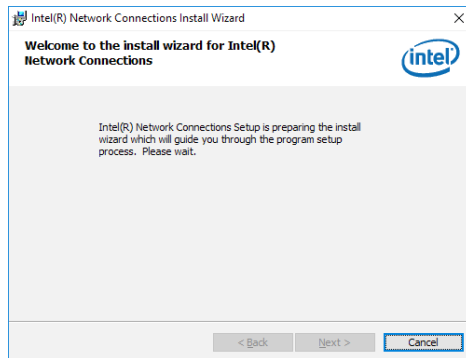 Intel(R) Network Connections Install Wizard
Welcome to the install wizard for Intel(R)
Network Connections
intel
Intel(R) Network Connections Setup is preparing the install
wizard which will guide you through the program setup
process. Please wait.
< Back Next > Cancel